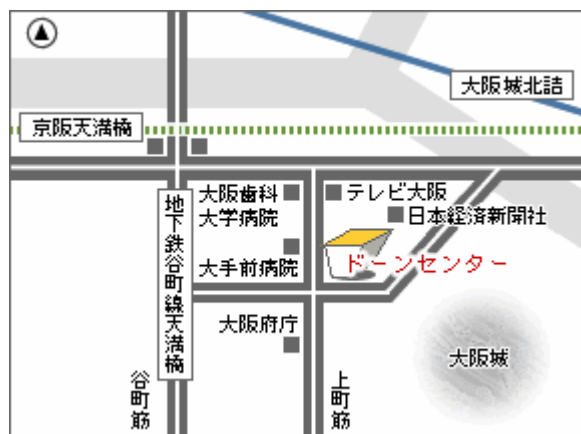 大阪城北詰
京阪天満橋
地下鉄谷町線天満橋
大阪歯科
大学病院
テレビ大阪
日本経済新聞社
大手前病院
ドーンセンター
大阪府庁
大阪城
谷町筋
上町筋